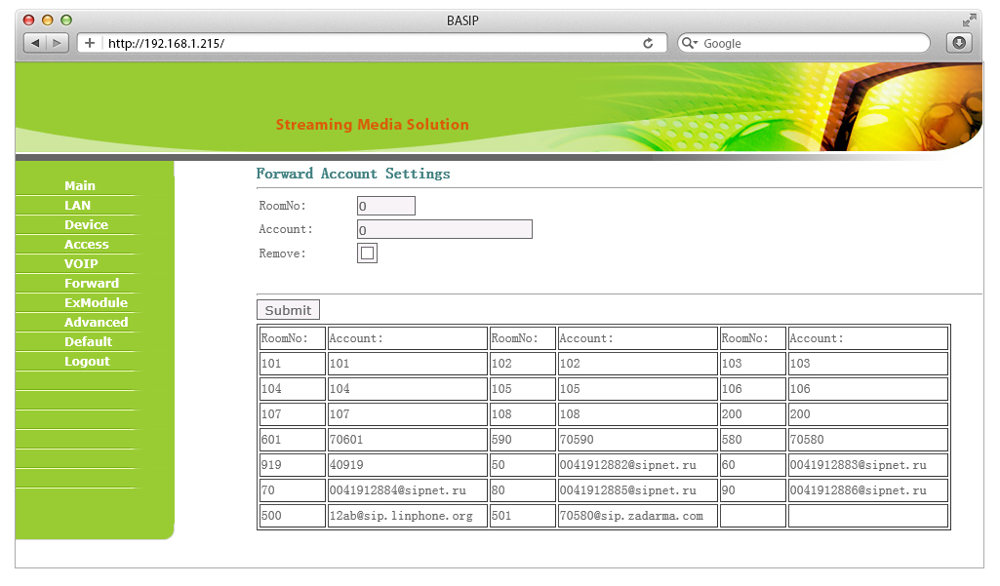 BASIP
http://192.168.1.215/
Google
Streaming Media Solution
Main
LAN
Device
Access
VOIP
Forward
ExModule
Advanced
Default
Logout
Forward Account Settings
RoomNo: 0
Account: 0
Remove:
Submit
RoomNo: Account: RoomNo: Account: RoomNo: Account:
101 101 102 102 103 103
104 104 105 105 106 106
107 107 108 108 200 200
601 70601 590 70590 580 70580
919 40919 50 0041912882@sipnet.ru 60 0041912883@sipnet.ru
70 0041912884@sipnet.ru 80 0041912885@sipnet.ru 90 0041912886@sipnet.ru
500 12ab@sip.linphone.org 501 70580@sip.zadarma.com